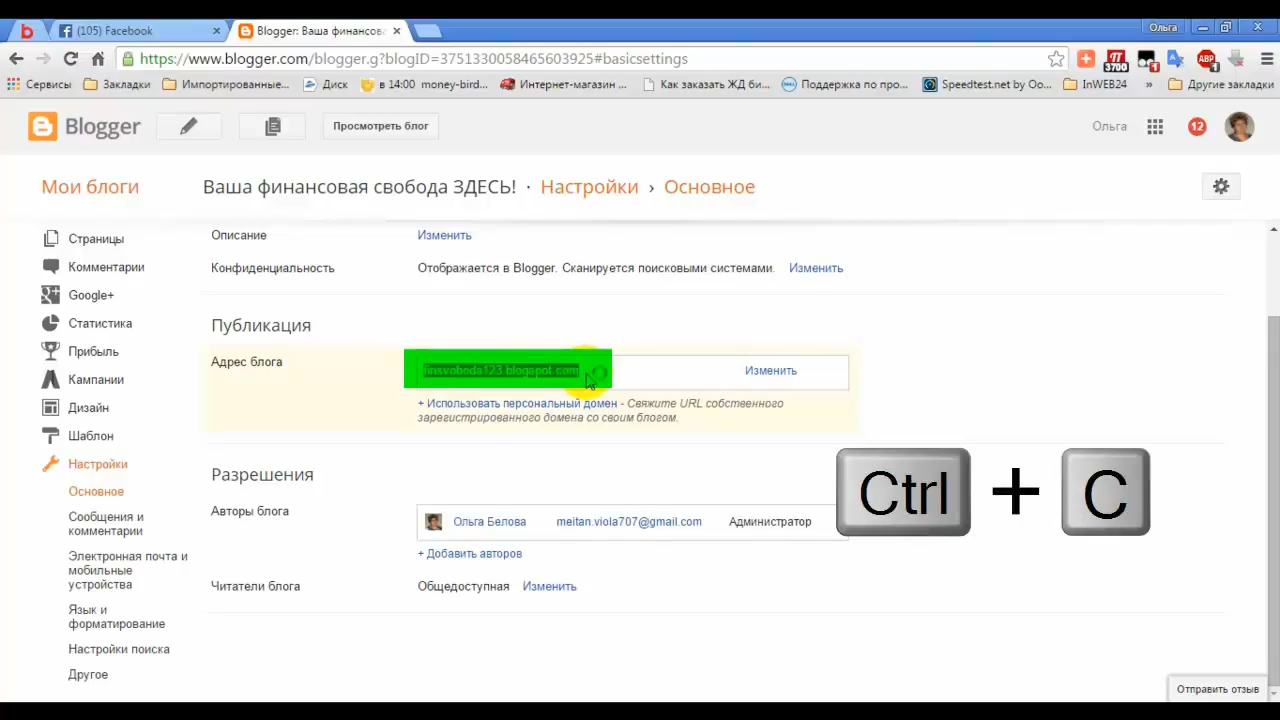 (105) Facebook
Blogger: Ваша финансова
Ольга
https://www.blogger.com/blogger.g?blogID=3751330058465603925#basicsettings
3700
1
ABP
1
Сервисы
Закладки
Импортированные...
Диск
в 14:00 money-bird...
Интернет-магазин ...
Как заказать ЖД би...
Поддержка по про...
Speedtest.net by Oo...
InWEB24
»
Другие закладки
Blogger
Просмотреть блог
Ольга
12
Мои блоги
Ваша финансовая свобода ЗДЕСЬ! · Настройки › Основное
Страницы
Комментарии
Google+
Статистика
Прибыль
Кампании
Дизайн
Шаблон
Настройки
Основное
Сообщения и
комментарии
Электронная почта и
мобильные
устройства
Язык и
форматирование
Настройки поиска
Другое
Описание
Изменить
Конфиденциальность
Отображается в Blogger. Сканируется поисковыми системами.
Изменить
Публикация
Адрес блога
finsvoboda123.blogspot.com
Изменить
+ Использовать персональный домен - Свяжите URL собственного
зарегистрированного домена со своим блогом.
Разрешения
Авторы блога
Ольга Белова
meitan.viola707@gmail.com
Администратор
+ Добавить авторов
Читатели блога
Общедоступная
Изменить
Ctrl + C
Отправить отзыв